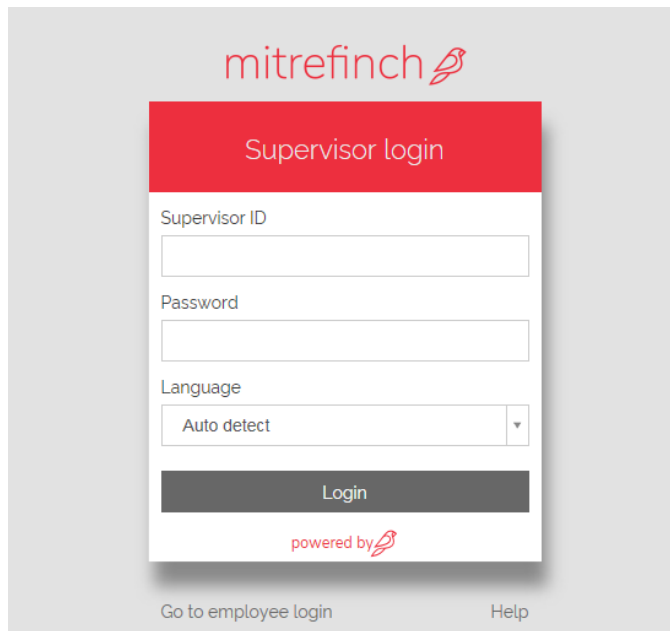 mitrefinch
Supervisor login
Supervisor ID
Password
Language
Auto detect
Login
powered by
Go to employee login
Help